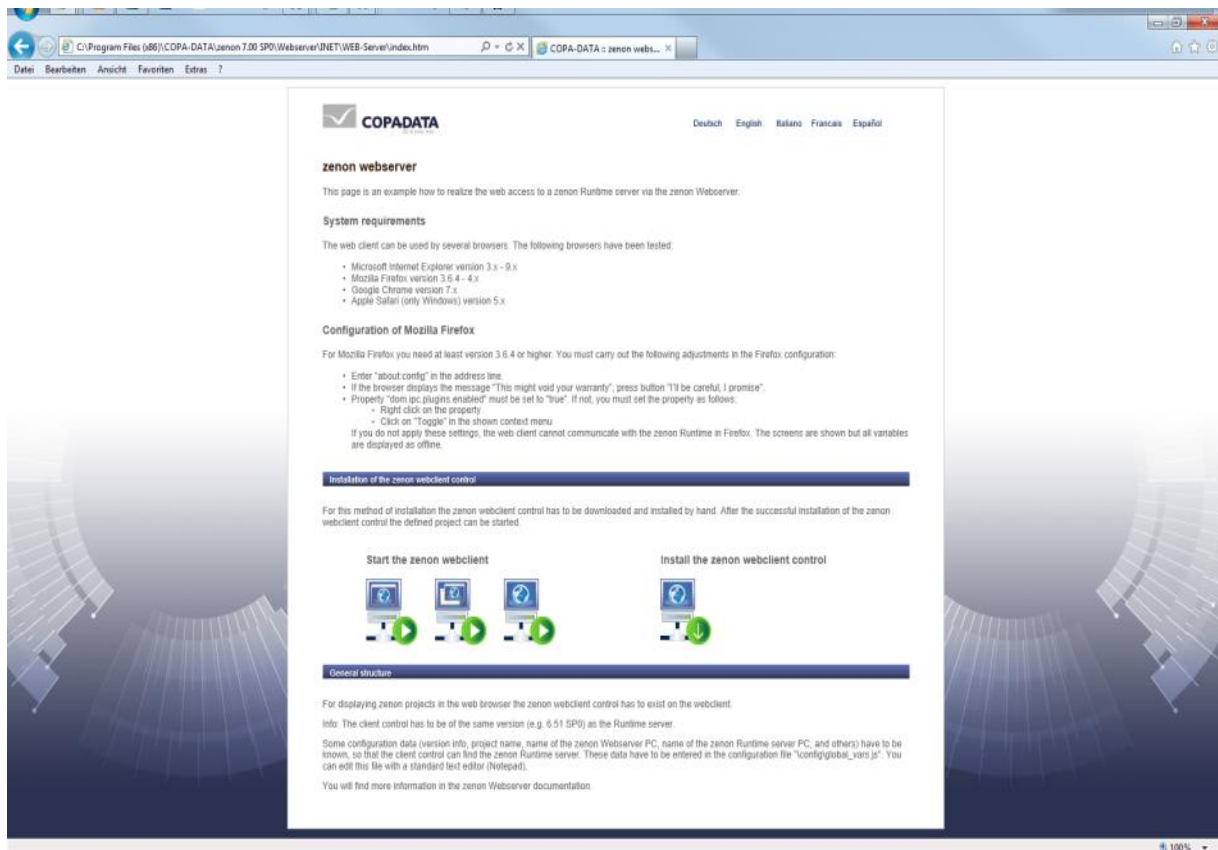 C:\Program Files (x86)\COPA-DATA\zenon 7.00 SP0\Webserver\INET\WEB-Server\index.htm
COPA-DATA :: zenon webs...
Datei Bearbeiten Ansicht Favoriten Extras ?
COPADATA
Deutsch English Italiano Francais Español
zenon webserver
This page is an example how to realize the web access to a zenon Runtime server via the zenon Webserver.
System requirements
The web client can be used by several browsers. The following browsers have been tested:
• Microsoft Internet Explorer version 3.x - 9.x
• Mozilla Firefox version 3.6.4 - 4.x
• Google Chrome version 7.x
• Apple Safari (only Windows) version 5.x
Configuration of Mozilla Firefox
For Mozilla Firefox you need at least version 3.6.4 or higher. You must carry out the following adjustments in the Firefox configuration:
• Enter "about:config" in the address line.
• If the browser displays the message "This might void your warranty", press button "I'll be careful, I promise".
• Property "dom.ipc.plugins.enabled" must be set to "true". If not, you must set the property as follows:
◦ Right click on the property
◦ Click on "Toggle" in the shown context menu
If you do not apply these settings, the web client cannot communicate with the zenon Runtime in Firefox. The screens are shown but all variables
are displayed as offline.
Installation of the zenon webclient control
For this method of installation the zenon webclient control has to be downloaded and installed by hand. After the successful installation of the zenon
webclient control the defined project can be started.
Start the zenon webclient
Install the zenon webclient control
General structure
For displaying zenon projects in the web browser the zenon webclient control has to exist on the webclient.
Info: The client control has to be of the same version (e.g. 6.51 SP0) as the Runtime server.
Some configuration data (version info, project name, name of the zenon Webserver PC, name of the zenon Runtime server PC, and others) have to be
known, so that the client control can find the zenon Runtime server. These data have to be entered in the configuration file "\config\global_vars.js". You
can edit this file with a standard text editor (Notepad).
You will find more information in the zenon Webserver documentation.
100%